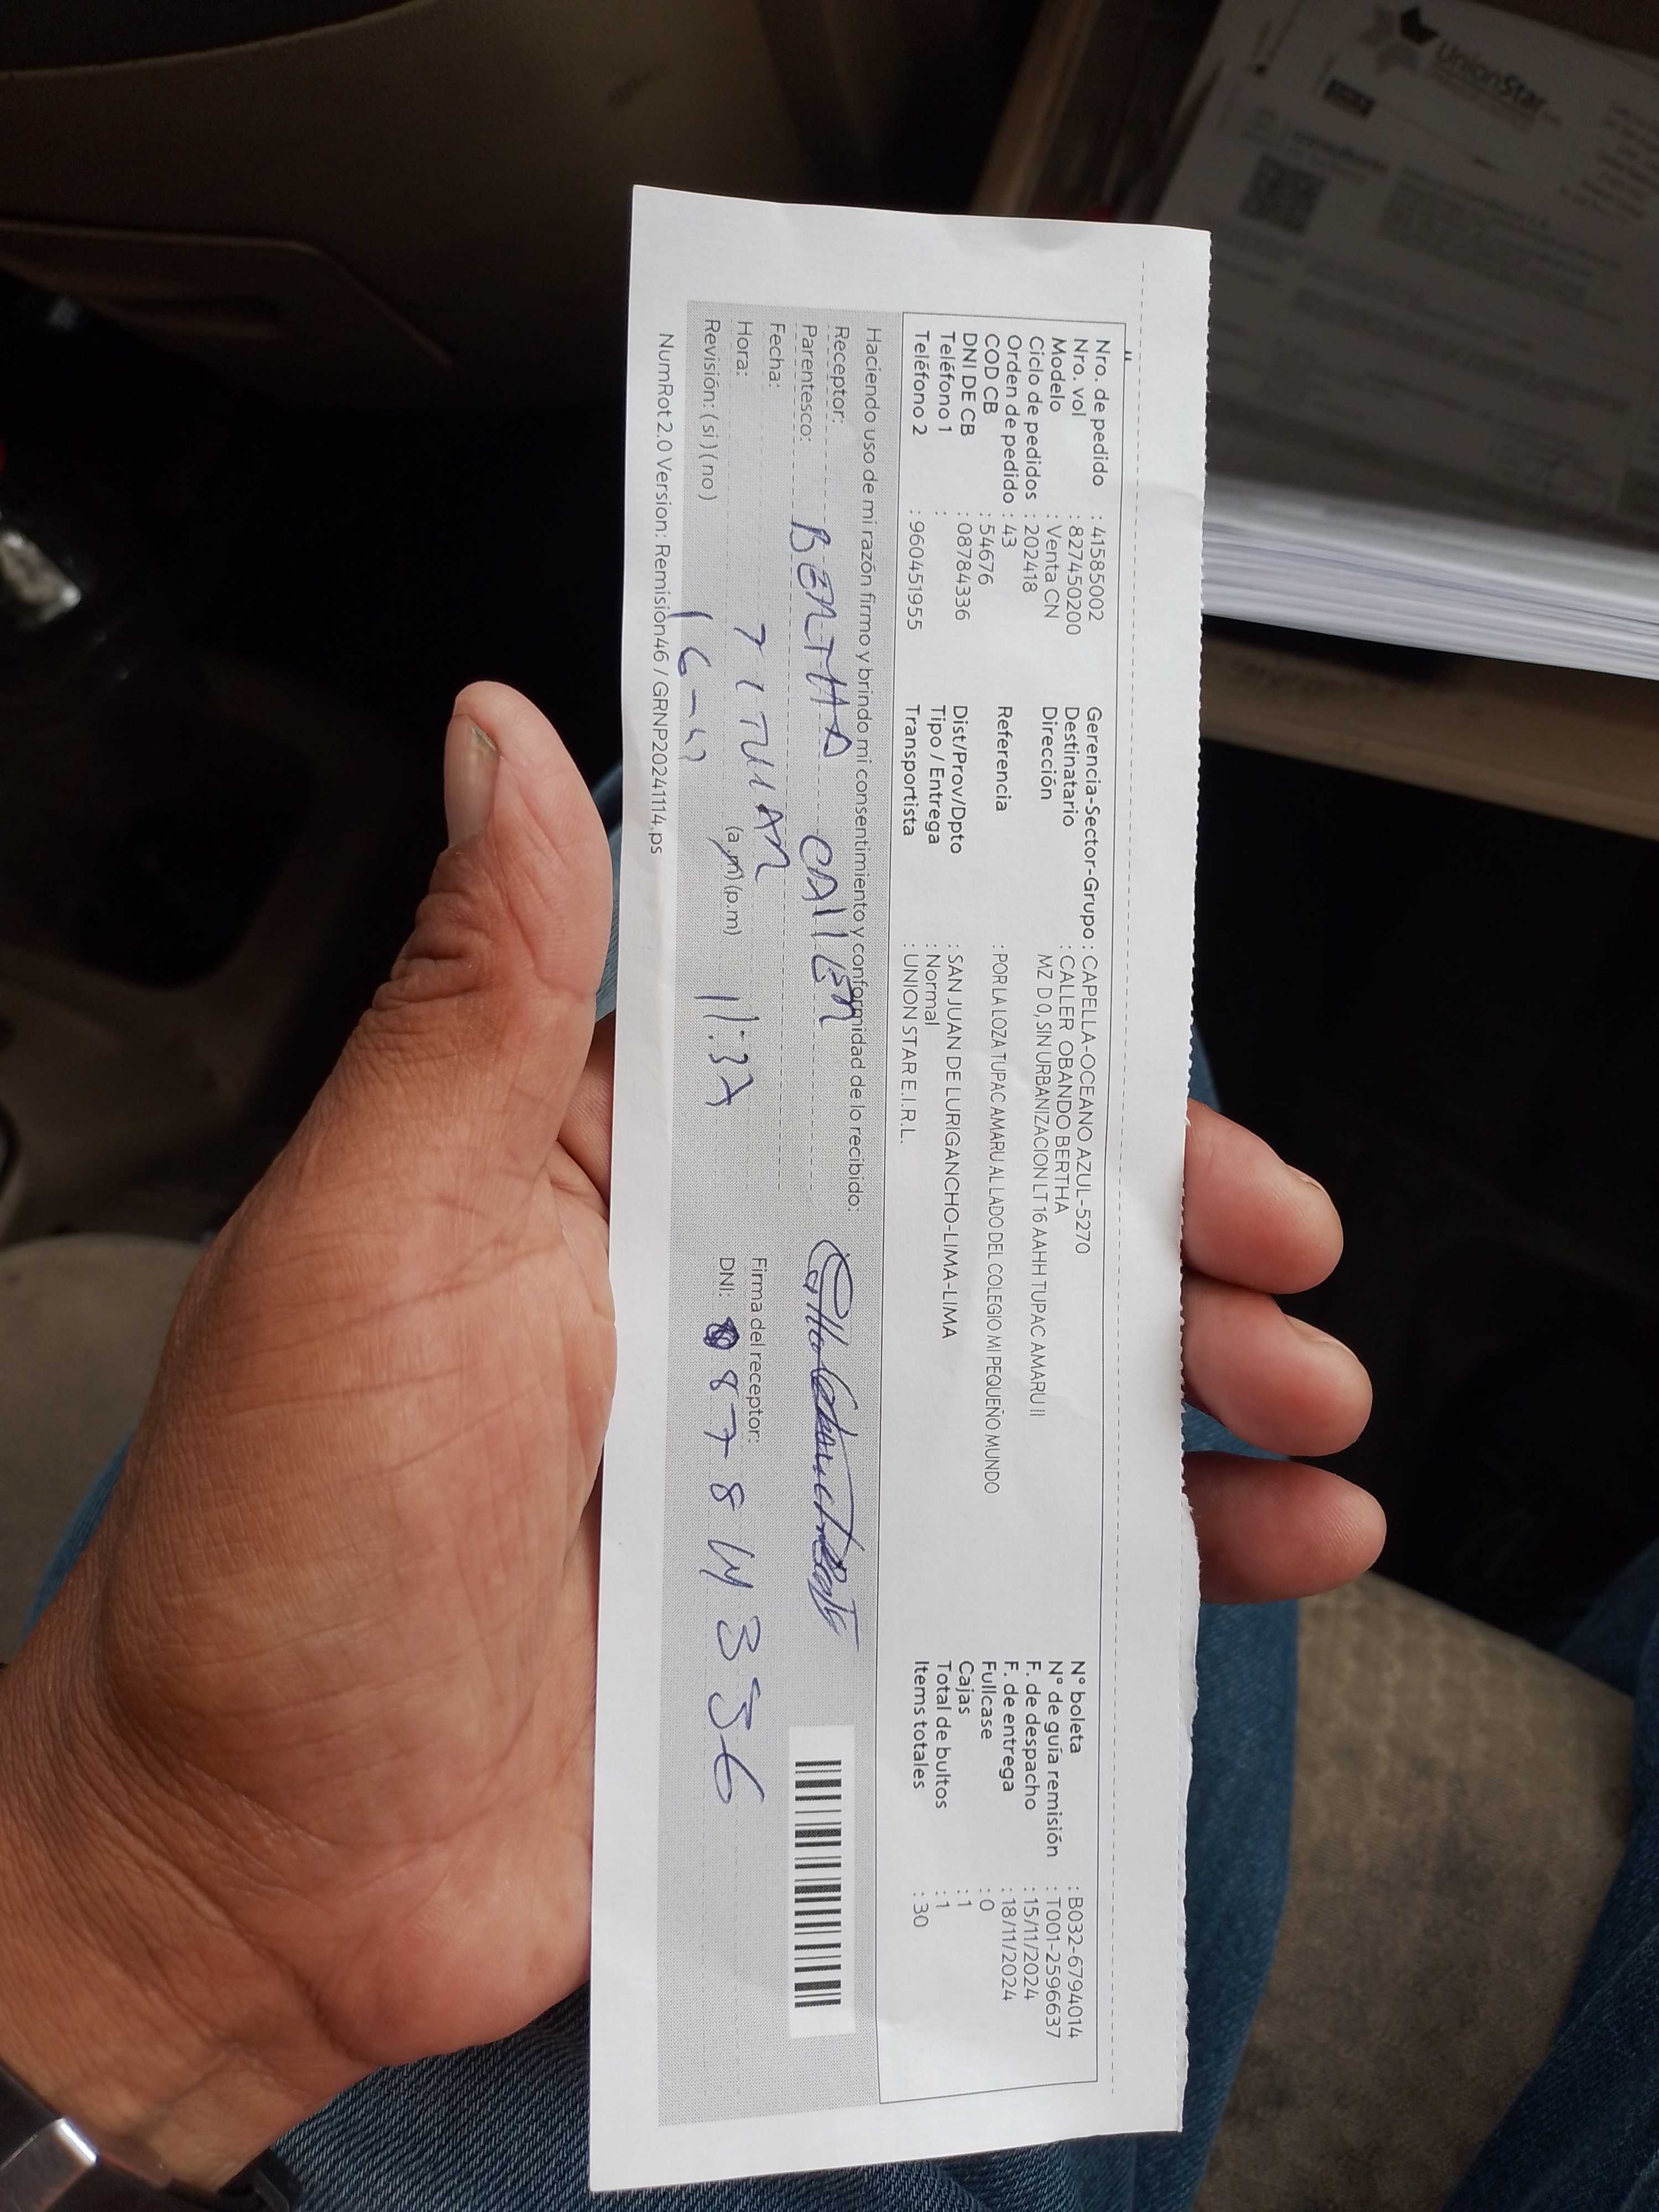 UnionStar
Nro. de pedido : 41585002
Nro. vol : 827450200
Modelo : Venta CN
Ciclo de pedidos : 202418
Orden de pedido : 43
COD CB : 54676
DNI DE CB : 08784336
Teléfono 1 :
Teléfono 2 : 960451955
Gerencia-Sector-Grupo : CAPELLA-OCEANO AZUL-5270
Destinatario : CALLER OBANDO BERTHA
Dirección MZ D 0, SIN URBANIZACION LT 16 AAHH TUPAC AMARU II
Referencia : POR LA LOZA TUPAC AMARU AL LADO DEL COLEGIO MI PEQUEÑO MUNDO
Dist/Prov/Dpto : SAN JUAN DE LURIGANCHO-LIMA-LIMA
Tipo / Entrega : Normal
Transportista : UNION STAR E.I.R.L.
N° boleta : B032-6794014
N° de guía remisión : T001-2596637
F. de despacho : 15/11/2024
F. de entrega : 18/11/2024
Fullcase : 0
Cajas : 1
Total de bultos : 1
Items totales : 30
Haciendo uso de mi razón firmo y brindo mi consentimiento y conformidad de lo recibido:
Receptor: BERTHA CALLER
Parentesco: TITULAR
Fecha: 16-11
Hora: (a.m) (p.m) 11:37
Revisión: (si) (no)
Firma del receptor:
DNI: 08784336
NumRot 2.0 Version: Remisión46 / GRNP20241114.ps